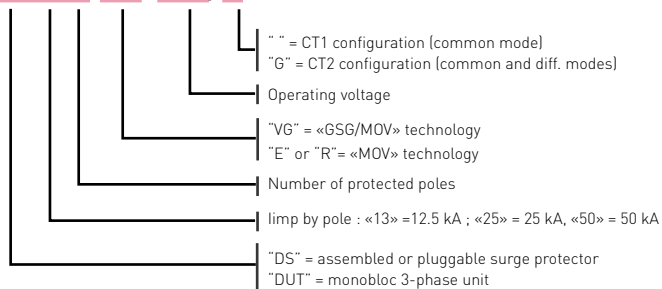 " " = CT1 configuration (common mode)
"G" = CT2 configuration (common and diff. modes)
Operating voltage
"VG" = «GSG/MOV» technology
"E" or "R"= «MOV» technology
Number of protected poles
Iimp by pole : «13» =12.5 kA ; «25» = 25 kA, «50» = 50 kA
"DS" = assembled or pluggable surge protector
"DUT" = monobloc 3-phase unit